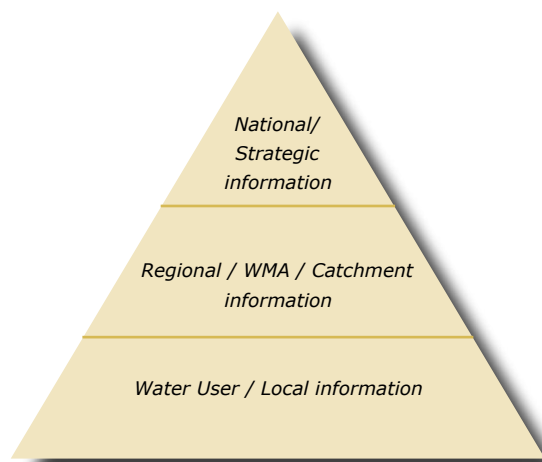 National/
Strategic
information
Regional / WMA / Catchment
information
Water User / Local information